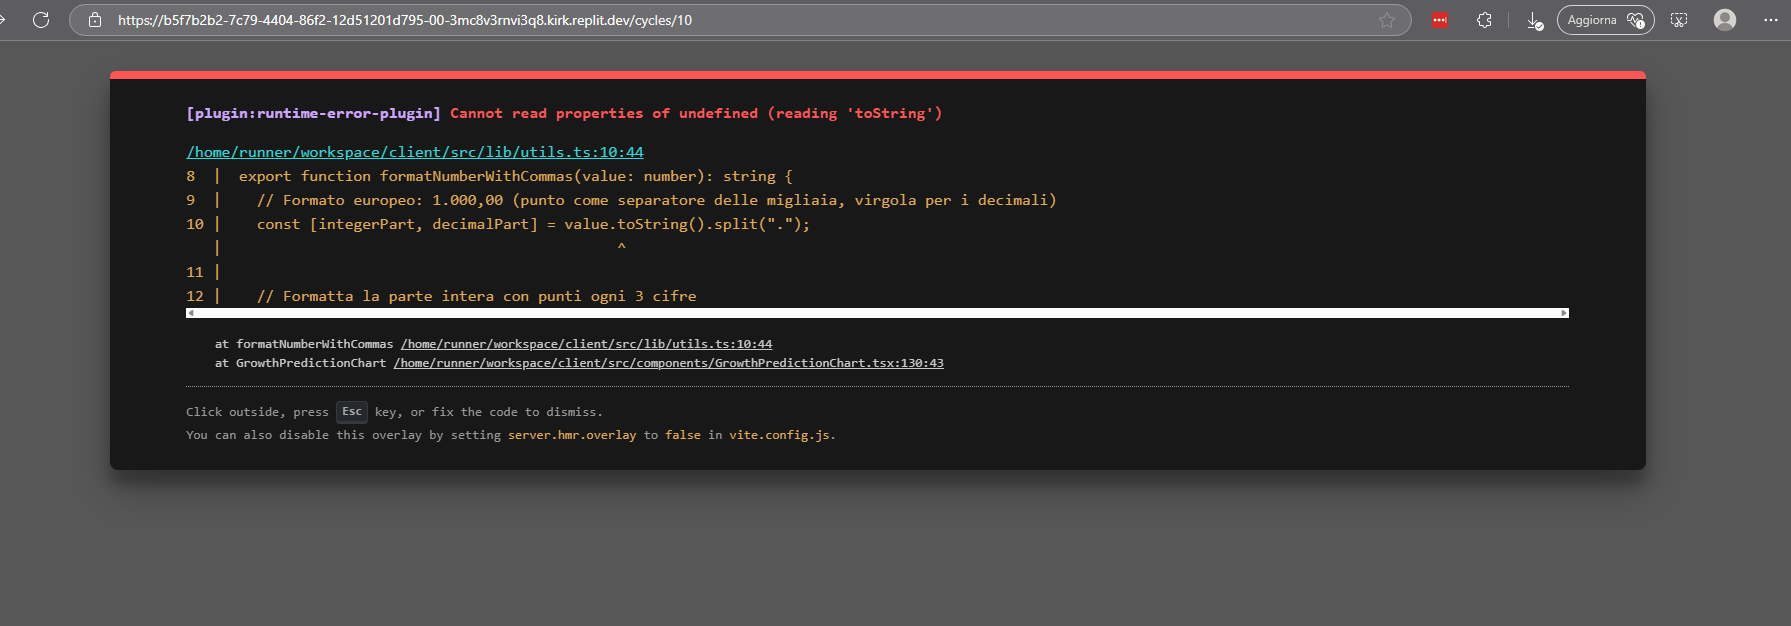 https://b5f7b2b2-7c79-4404-86f2-12d51201d795-00-3mc8v3rnvi3q8.kirk.replit.dev/cycles/10
Aggiorna
[plugin:runtime-error-plugin] Cannot read properties of undefined (reading 'toString')
/home/runner/workspace/client/src/lib/utils.ts:10:44
8 | export function formatNumberWithCommas(value: number): string {
9 | // Formato europeo: 1.000,00 (punto come separatore delle migliaia, virgola per i decimali)
10 | const [integerPart, decimalPart] = value.toString().split(".");
| ^
11 |
12 | // Formatta la parte intera con punti ogni 3 cifre
at formatNumberWithCommas /home/runner/workspace/client/src/lib/utils.ts:10:44
at GrowthPredictionChart /home/runner/workspace/client/src/components/GrowthPredictionChart.tsx:130:43
Click outside, press Esc key, or fix the code to dismiss.
You can also disable this overlay by setting server.hmr.overlay to false in vite.config.js.